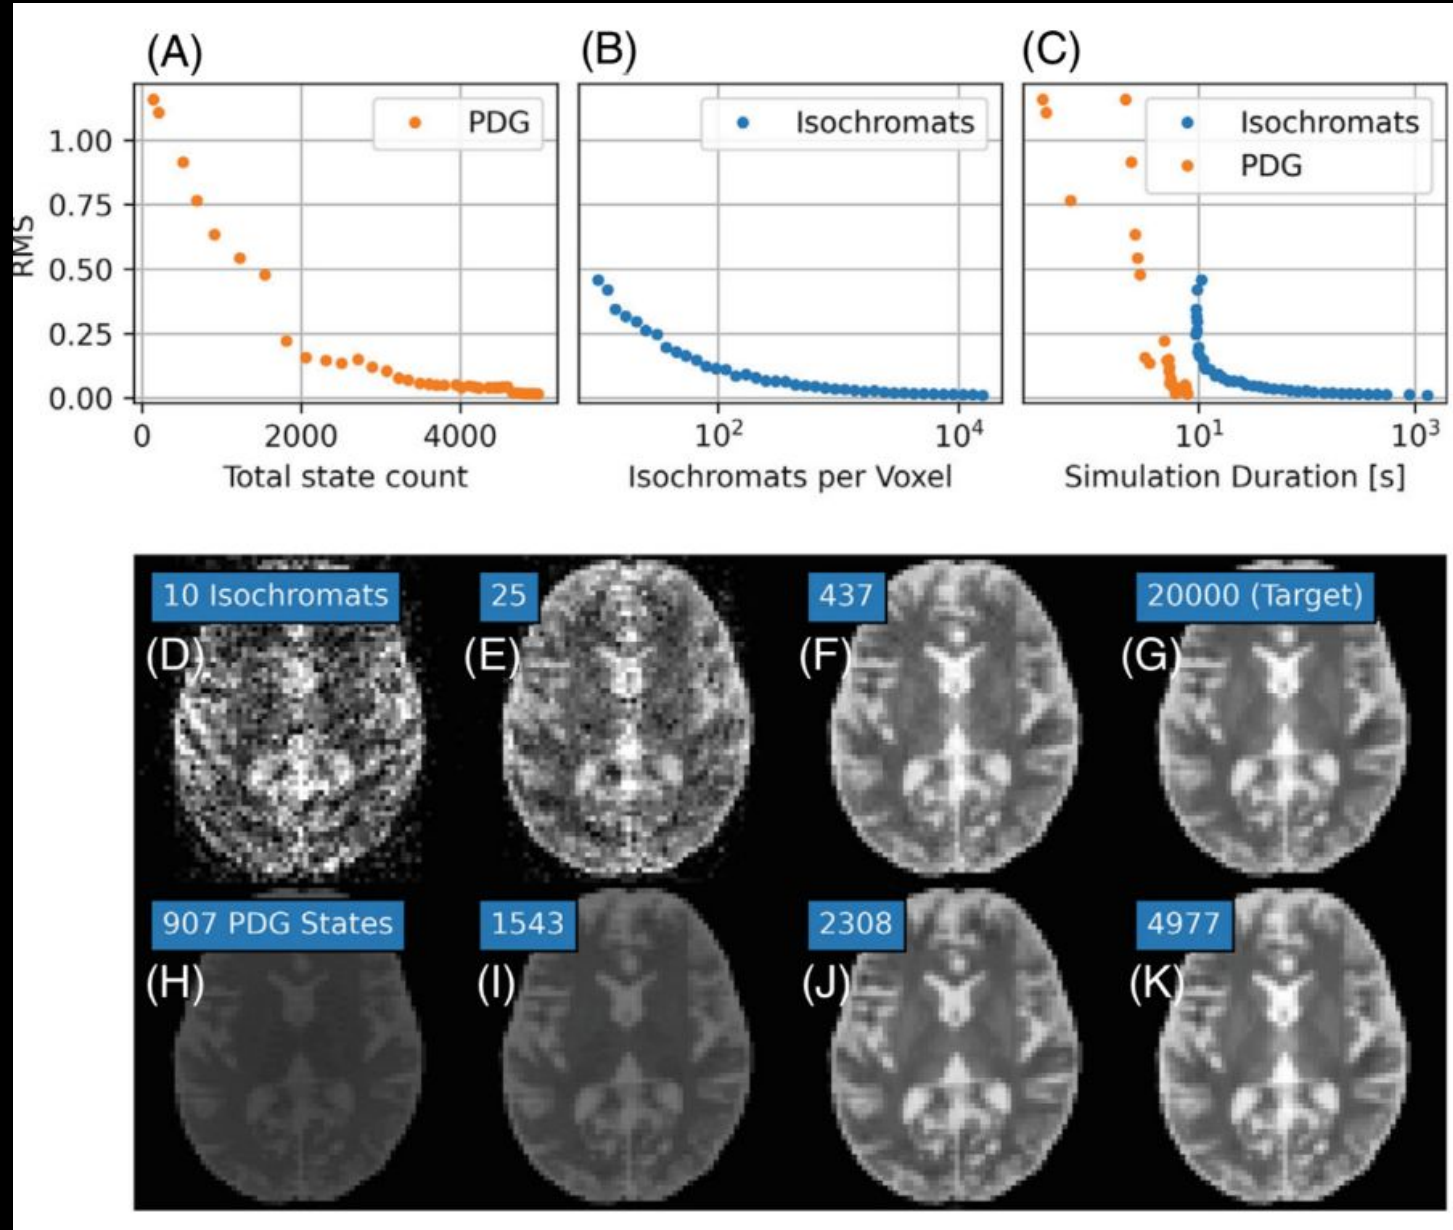 (A)
(B)
(C)
PDG
Isochromats
Isochromats
PDG
1.00
0.75
0.50
0.25
0.00
RMS
0
2000
4000
10²
10⁴
10¹
10³
Total state count
Isochromats per Voxel
Simulation Duration [s]
10 Isochromats
25
437
20000 (Target)
(D)
(E)
(F)
(G)
907 PDG States
1543
2308
4977
(H)
(I)
(J)
(K)